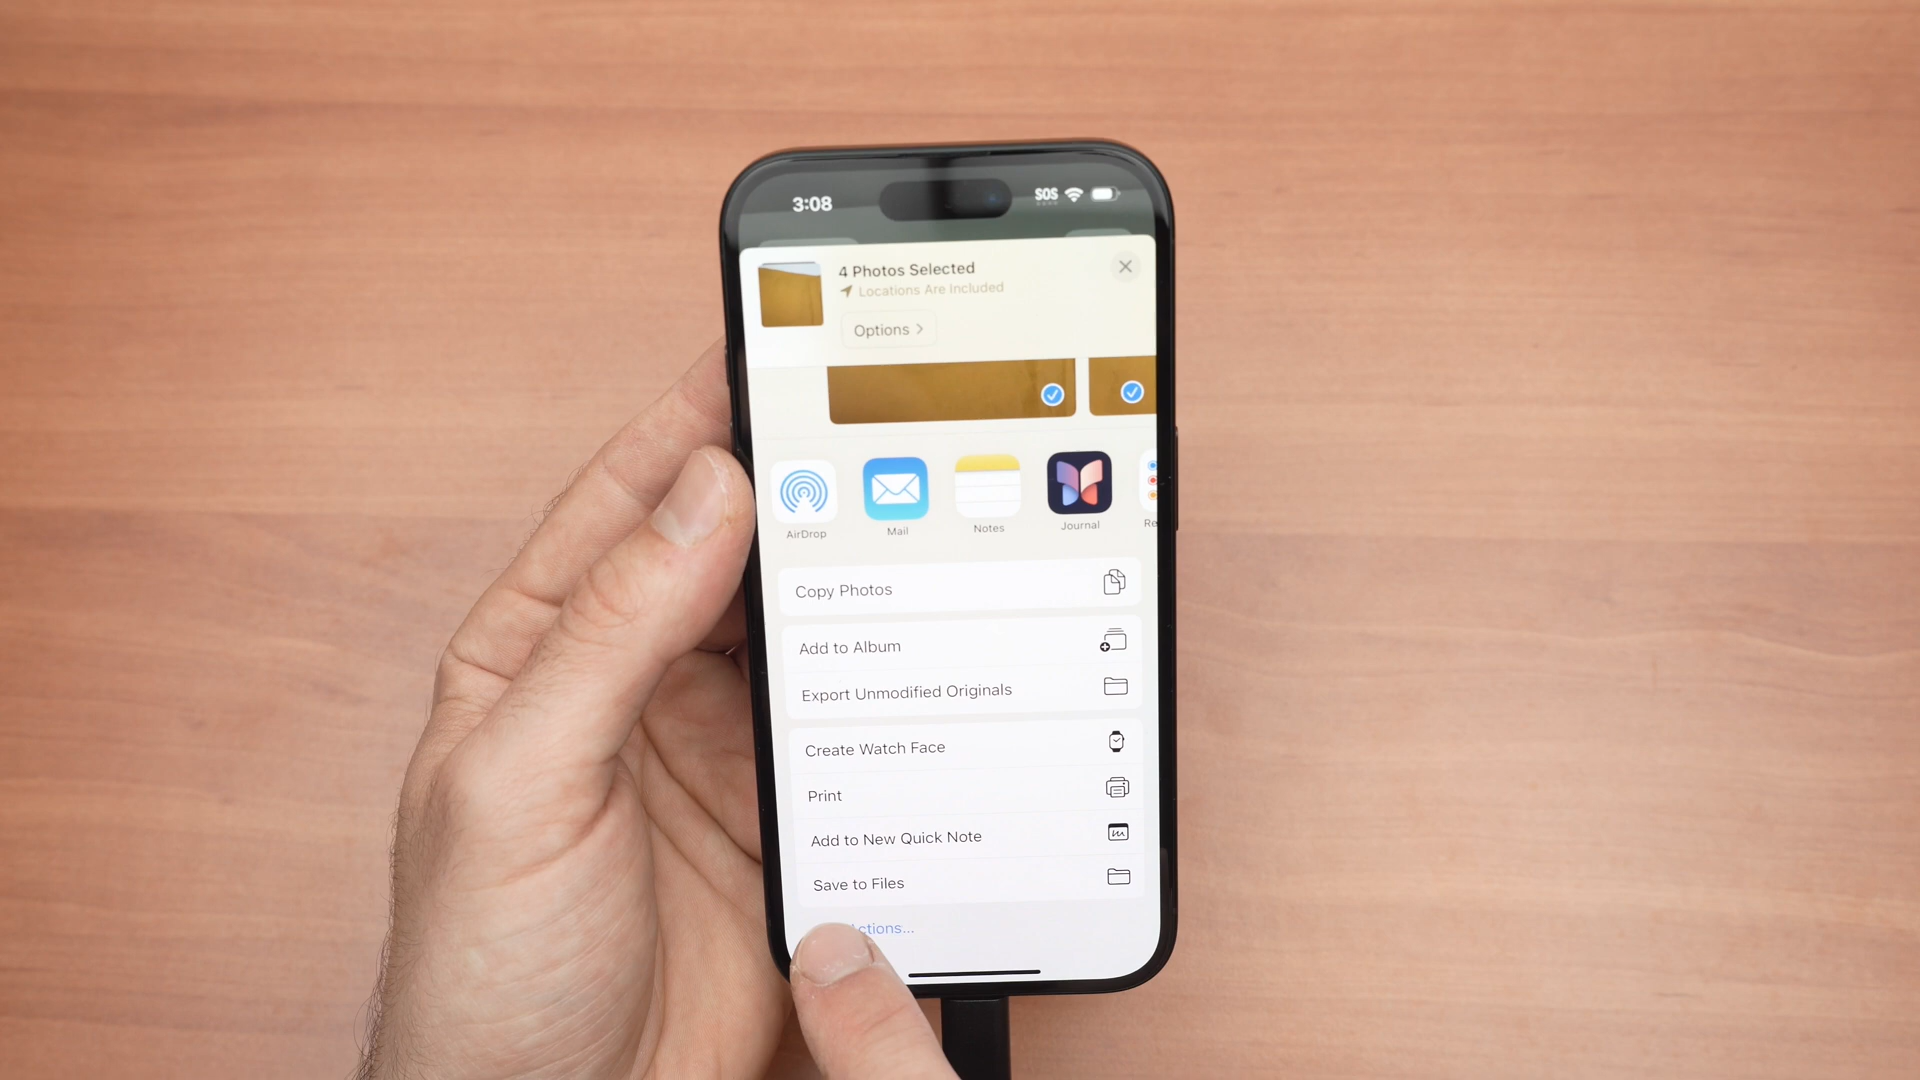 3:08
SOS
4 Photos Selected
Locations Are Included
Options
AirDrop
Mail
Notes
Journal
Copy Photos
Add to Album
Export Unmodified Originals
Create Watch Face
Print
Add to New Quick Note
Save to Files